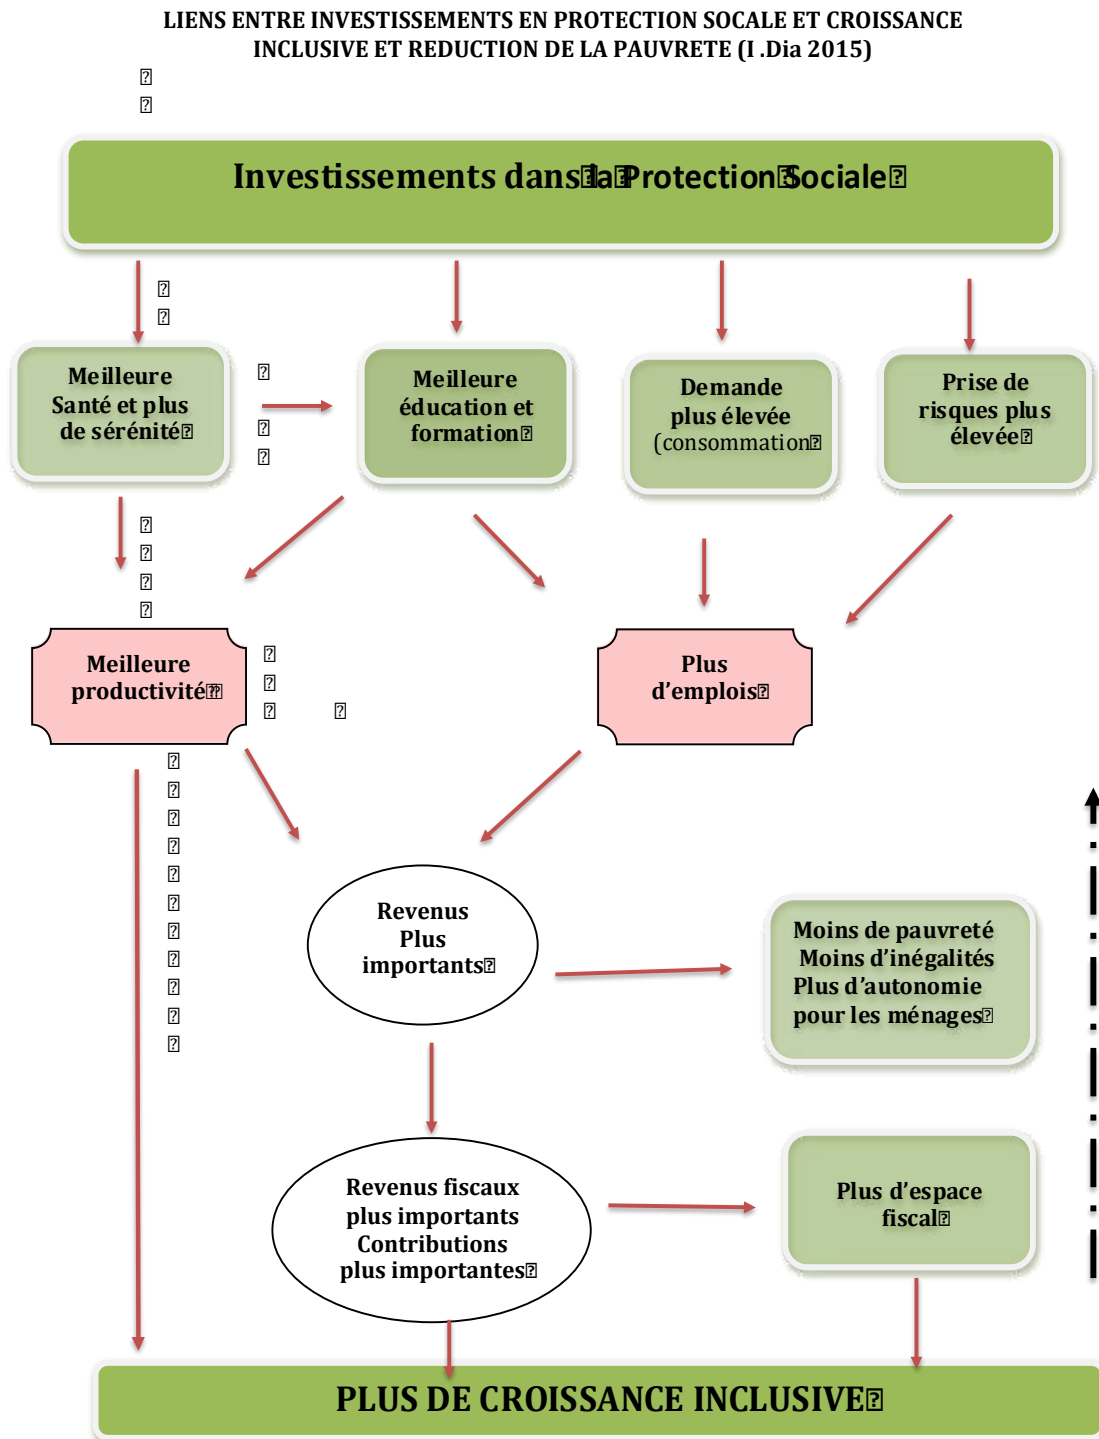 LIENS ENTRE INVESTISSEMENTS EN PROTECTION SOCALE ET CROISSANCE
INCLUSIVE ET REDUCTION DE LA PAUVRETE (I .Dia 2015)
Investissements dans la Protection Sociale
Meilleure
Santé et plus
de sérénité
Meilleure
éducation et
formation
Demande
plus élevée
(consommation
Prise de
risques plus
élevée
Meilleure
productivité
Plus
d'emplois
Revenus
Plus
importants
Moins de pauvreté
Moins d'inégalités
Plus d'autonomie
pour les ménages
Revenus fiscaux
plus importants
Contributions
plus importantes
Plus d'espace
fiscal
PLUS DE CROISSANCE INCLUSIVE